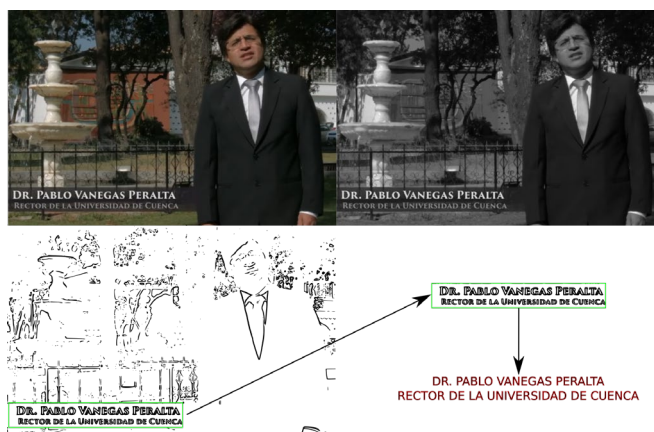 DR. PABLO VANEGAS PERALTA
RECTOR DE LA UNIVERSIDAD DE CUENCA
DR. PABLO VANEGAS PERALTA
RECTOR DE LA UNIVERSIDAD DE CUENCA
DR. PABLO VANEGAS PERALTA
RECTOR DE LA UNIVERSIDAD DE CUENCA
DR. PABLO VANEGAS PERALTA
RECTOR DE LA UNIVERSIDAD DE CUENCA
DR. PABLO VANEGAS PERALTA
RECTOR DE LA UNIVERSIDAD DE CUENCA